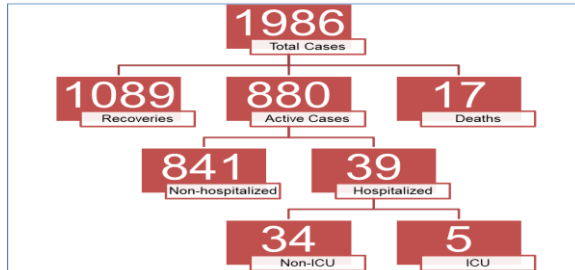 1986
Total Cases
1089
Recoveries
880
Active Cases
17
Deaths
841
Non-hospitalized
39
Hospitalized
34
Non-ICU
5
ICU